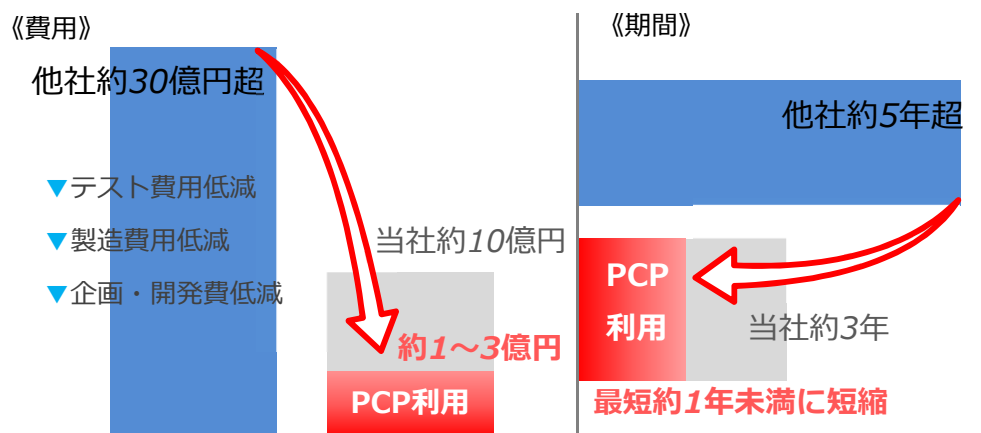 《費用》
他社約30億円超
▼テスト費用低減
▼製造費用低減
▼企画・開発費低減
当社約10億円
約1～3億円
PCP利用
《期間》
他社約5年超
PCP
利用
当社約3年
最短約1年未満に短縮